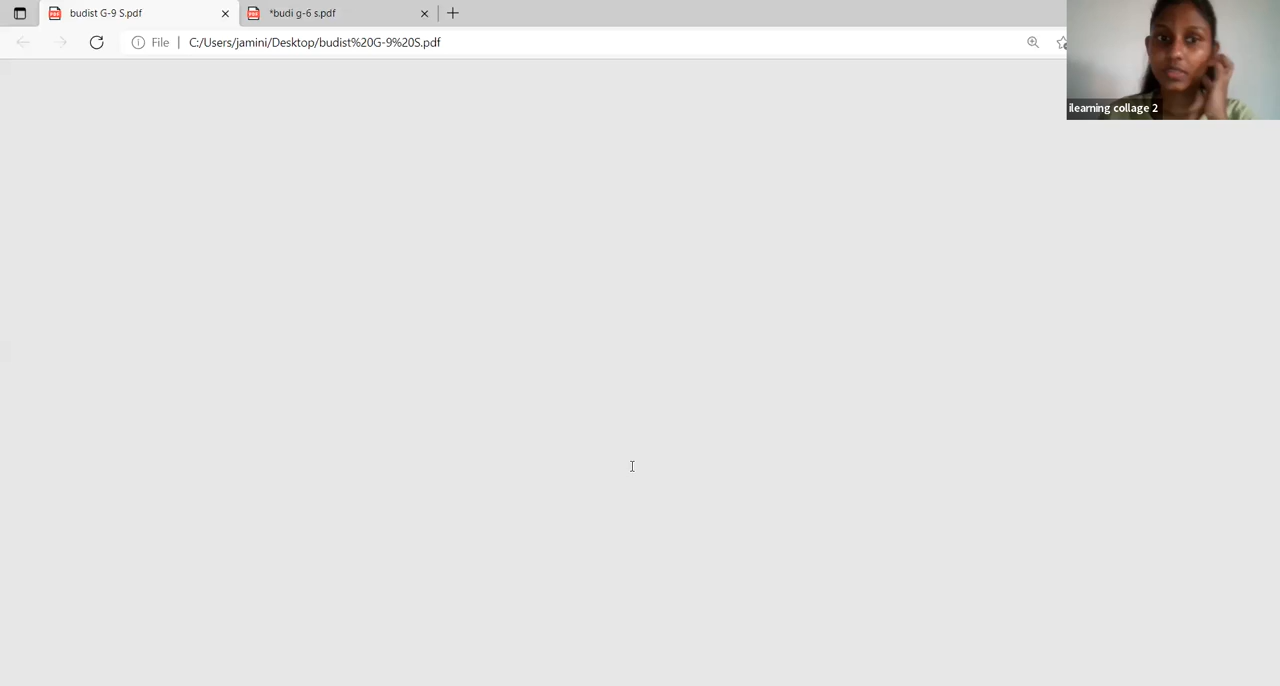 budist G-9 S.pdf
*budi g-6 s.pdf
File
C:/Users/jamini/Desktop/budist%20G-9%20S.pdf
ilearning collage 2